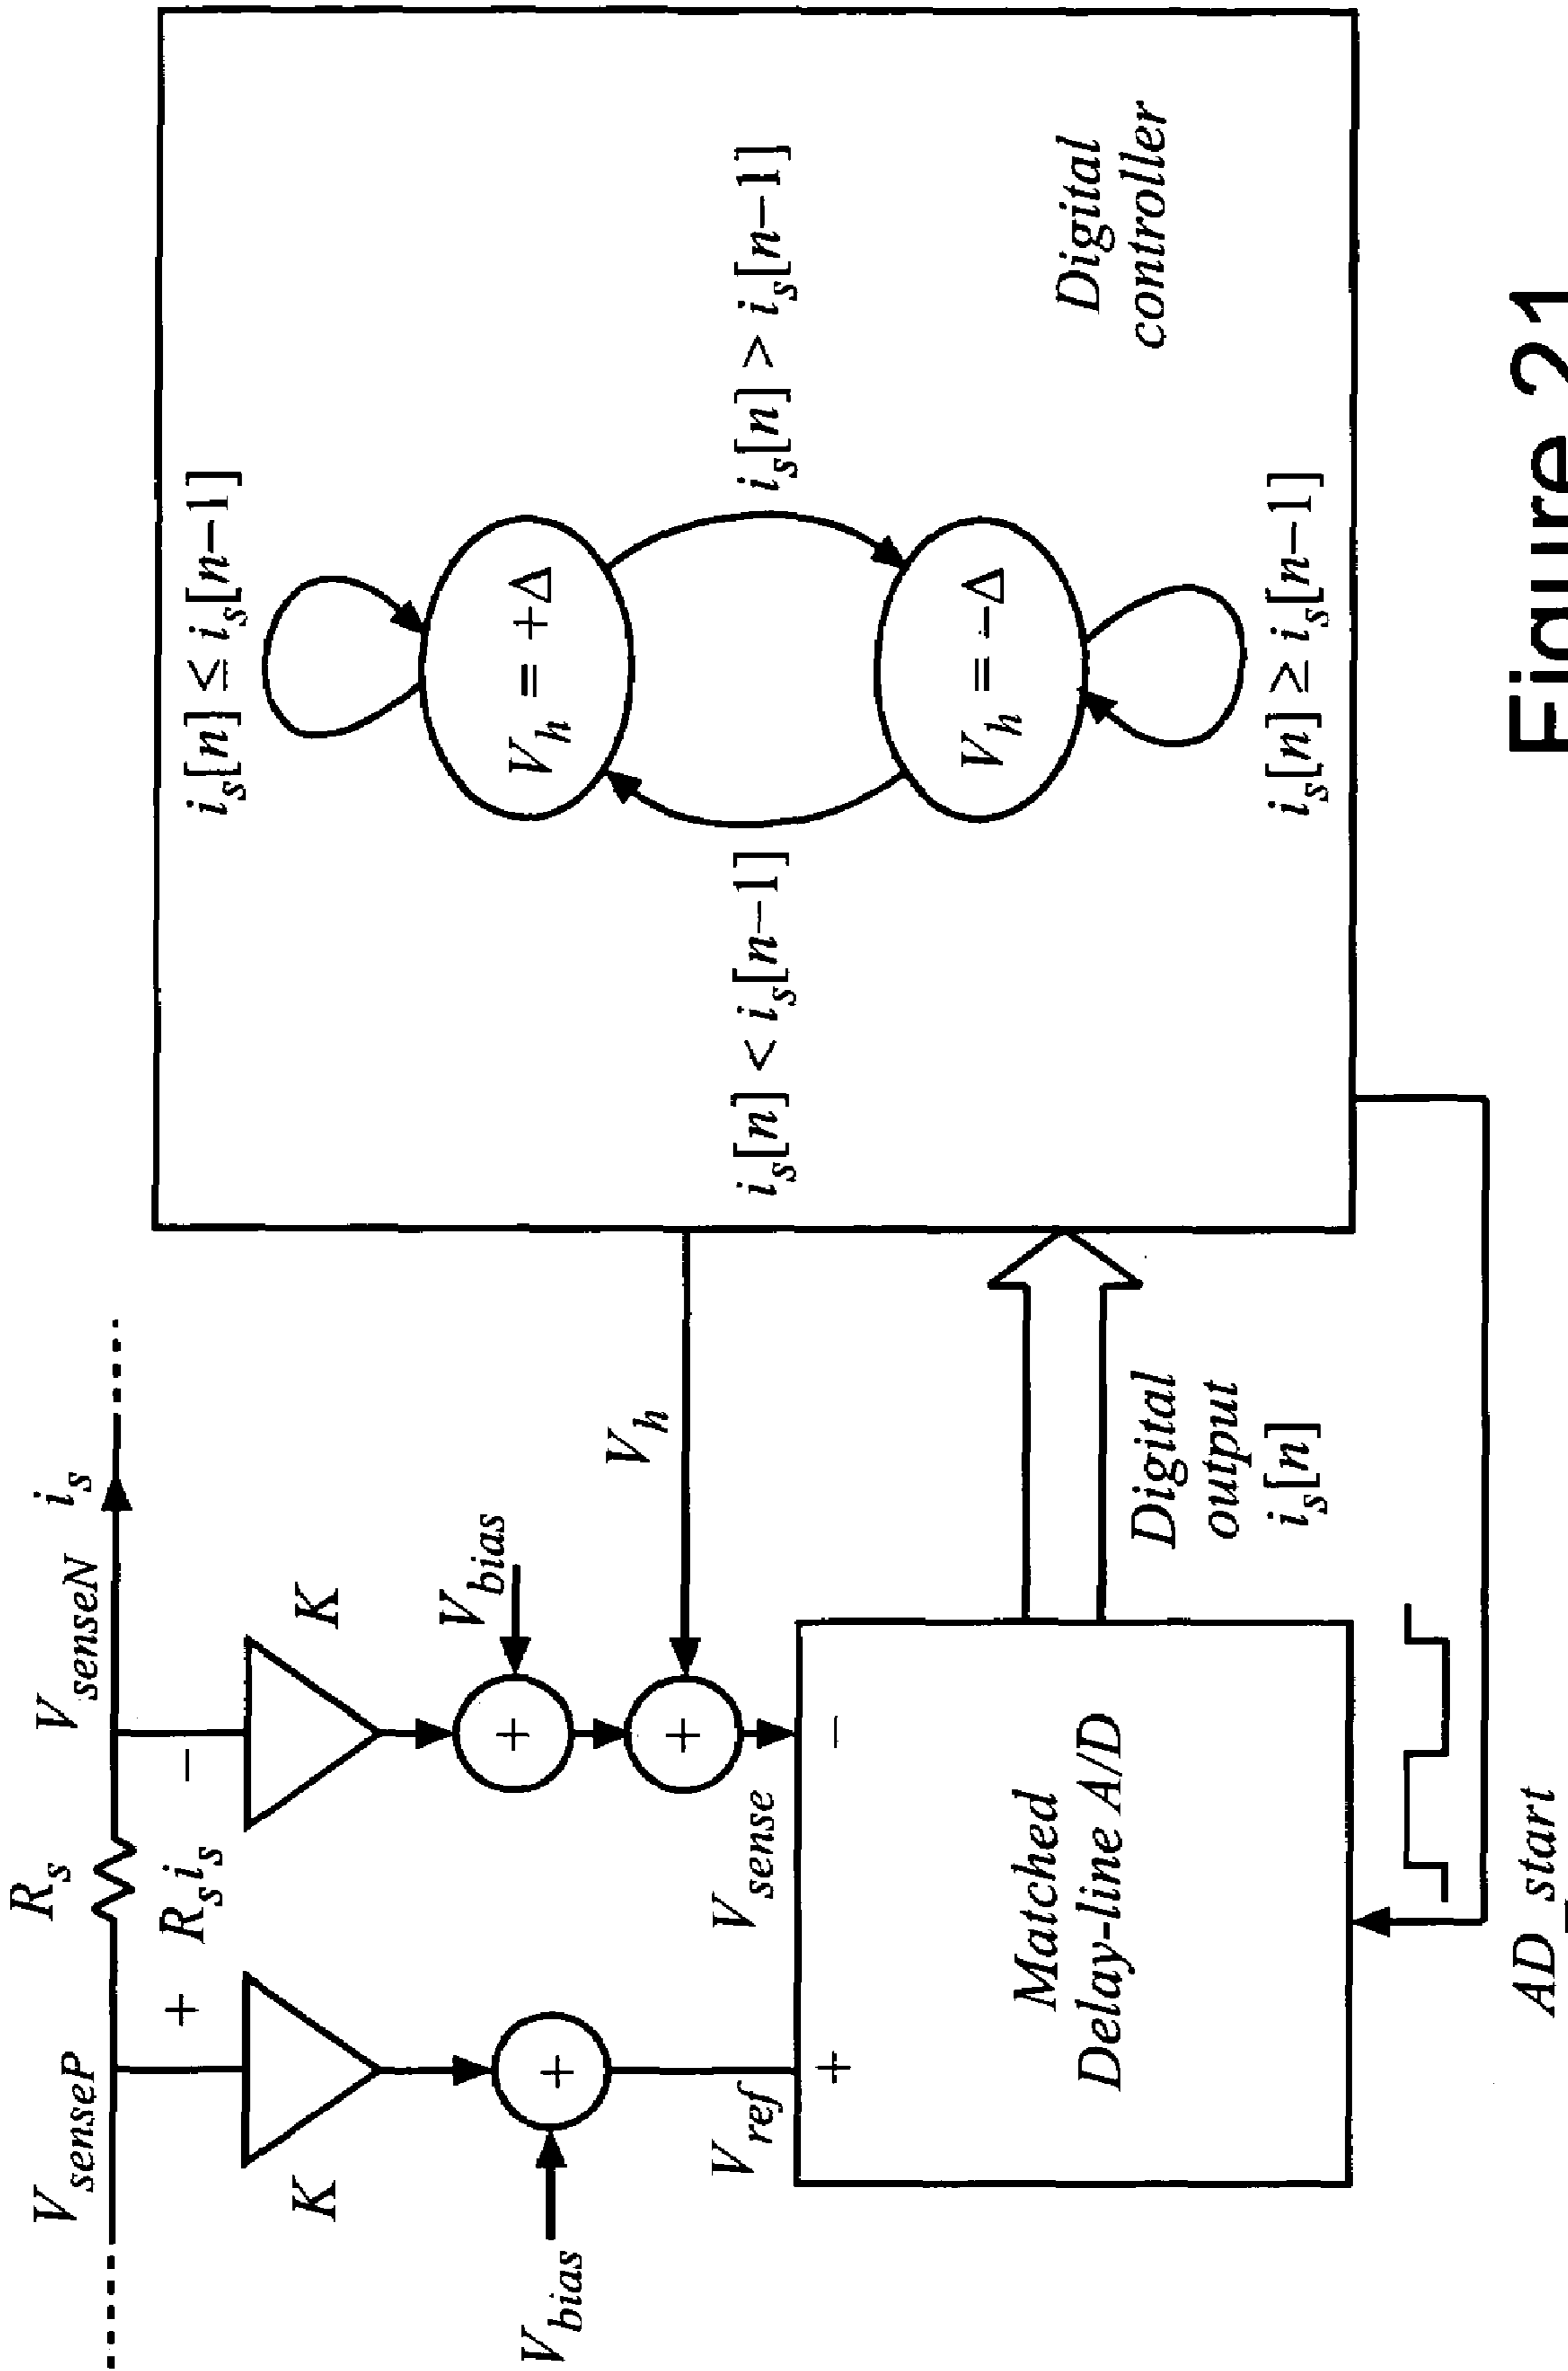 V_senseP
R_s
V_senseN
i_s
+
R_s i_s
−
K
K
V_bias
+
V_bias
+
V_h
+
V_ref
V_sense
+
−
Matched
Delay-line A/D
Digital
output
i_s[n]
AD_start
i_s[n] ≤ i_s[n−1]
V_h = +Δ
i_s[n] < i_s[n−1]
i_s[n] > i_s[n−1]
V_h = −Δ
i_s[n] ≥ i_s[n−1]
Digital
controller
Figure 21